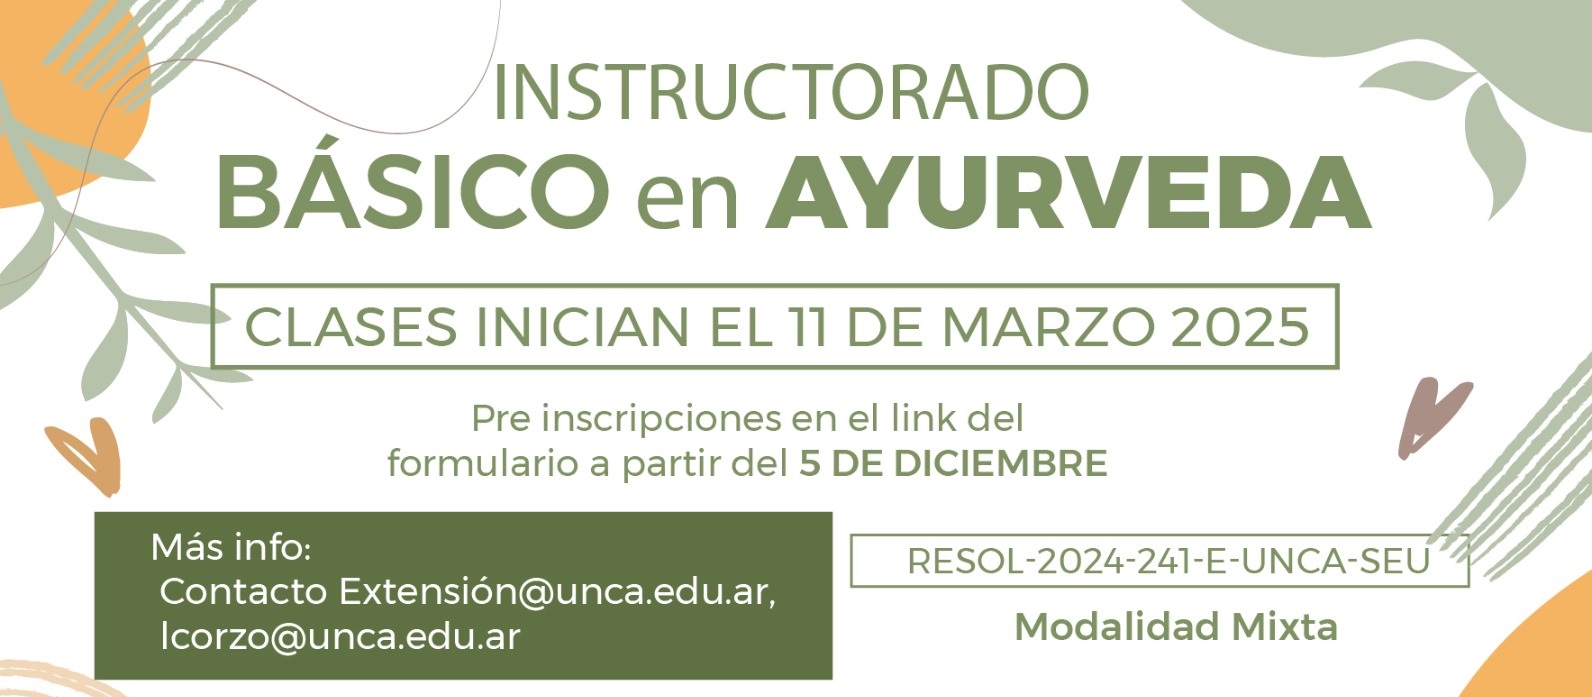 INSTRUCTORADO
BÁSICO en AYURVEDA
CLASES INICIAN EL 11 DE MARZO 2025
Pre inscripciones en el link del
formulario a partir del 5 DE DICIEMBRE
Más info:
Contacto Extensión@unca.edu.ar,
lcorzo@unca.edu.ar
RESOL-2024-241-E-UNCA-SEU
Modalidad Mixta